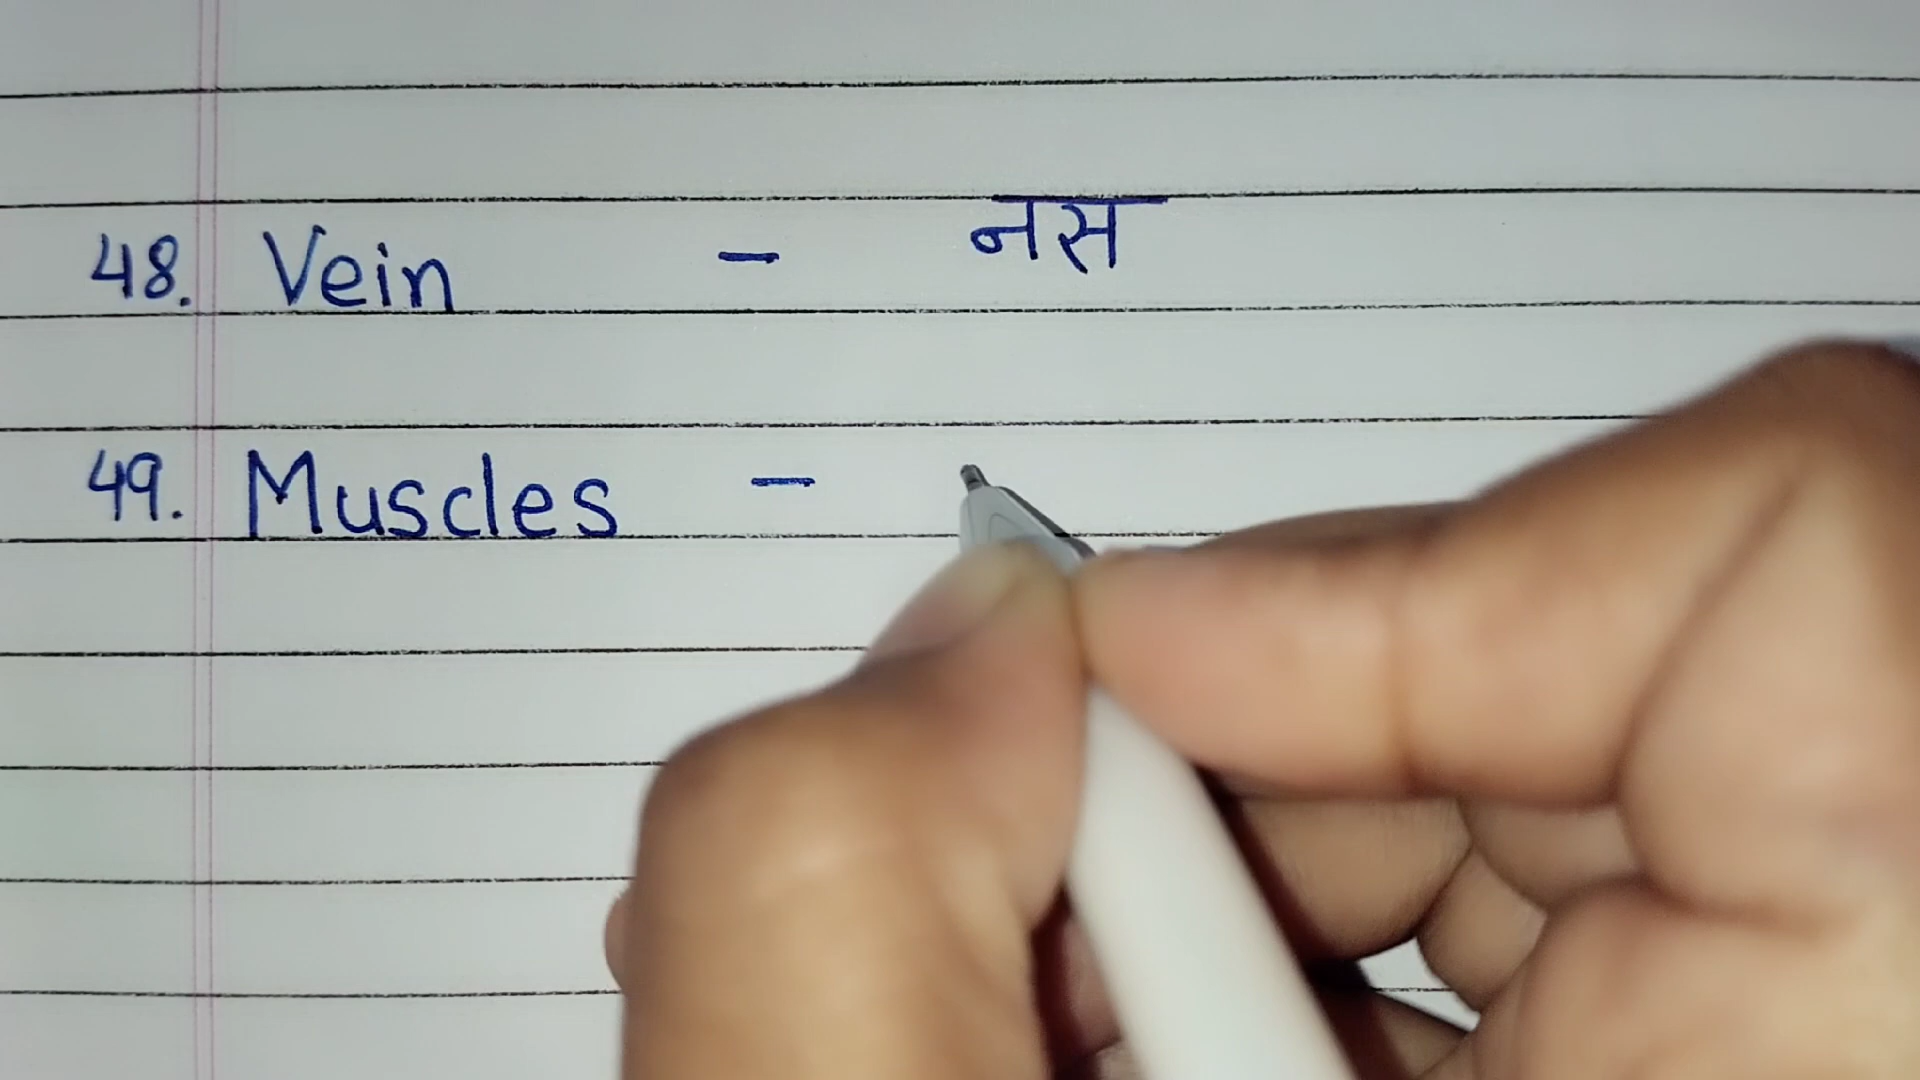 48. Vein - नस
49. Muscles -